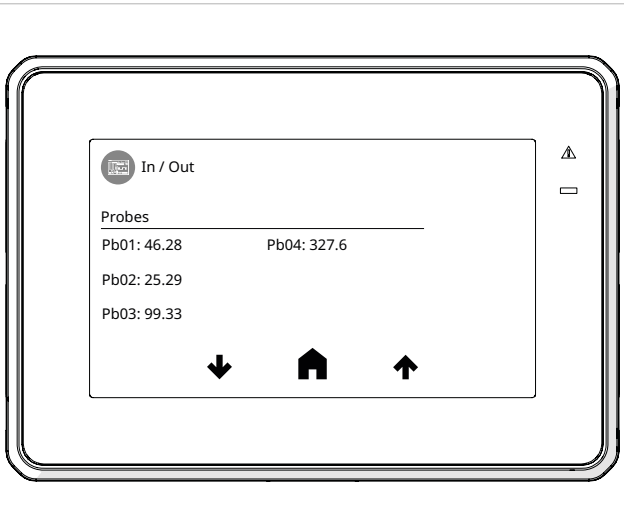 In / Out
Probes
Pb01: 46.28 Pb04: 327.6
Pb02: 25.29
Pb03: 99.33